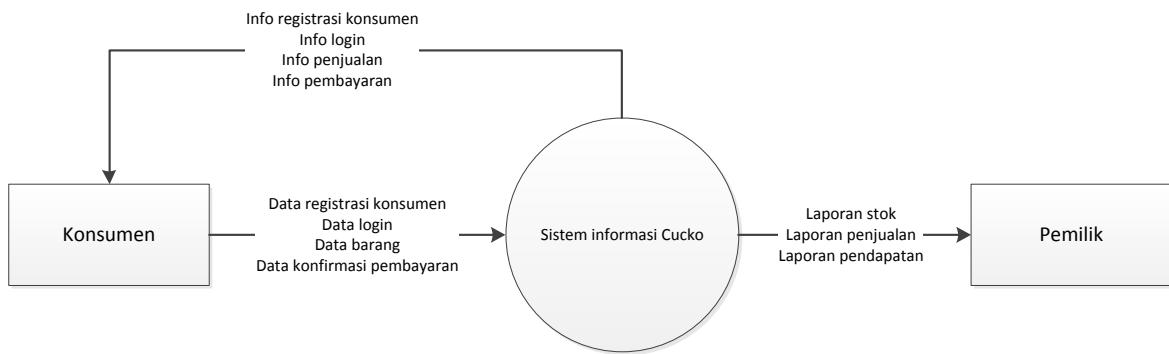 Info registrasi konsumen
Info login
Info penjualan
Info pembayaran
Konsumen
Data registrasi konsumen
Data login
Data barang
Data konfirmasi pembayaran
Sistem informasi Cucko
Laporan stok
Laporan penjualan
Laporan pendapatan
Pemilik